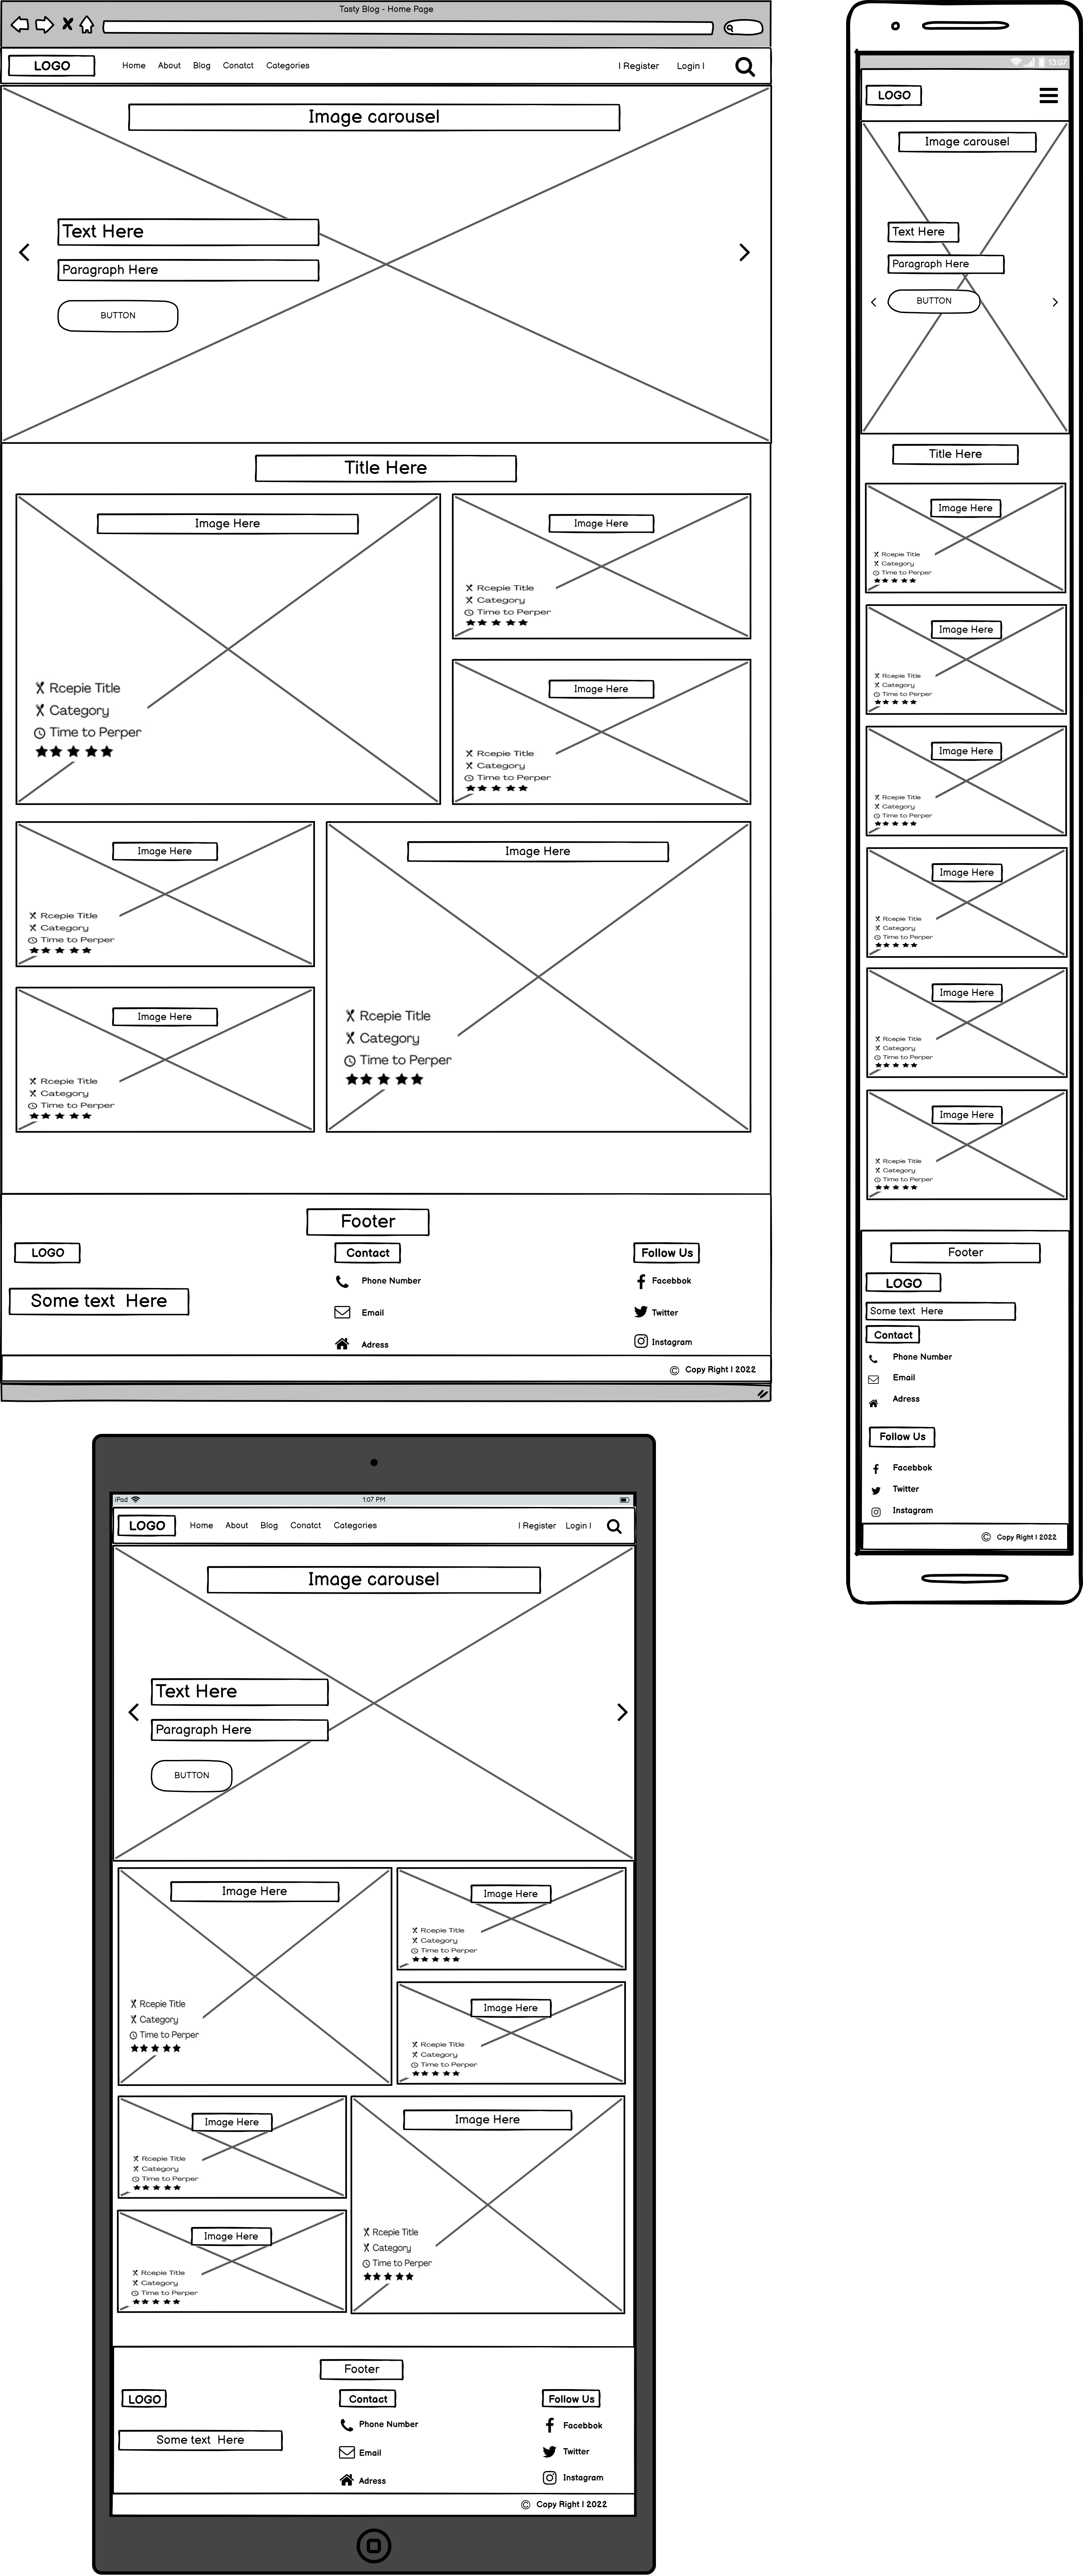 Tasty Blog - Home Page
LOGO Home About Blog Conatct Categories | Register Login |
Image carousel
Text Here
Paragraph Here
BUTTON
Title Here
Image Here
Rcepie Title
Category
Time to Perper
Image Here
Rcepie Title
Category
Time to Perper
Image Here
Rcepie Title
Category
Time to Perper
Image Here
Rcepie Title
Category
Time to Perper
Image Here
Rcepie Title
Category
Time to Perper
Image Here
Rcepie Title
Category
Time to Perper
Footer
LOGO
Some text Here
Contact
Phone Number
Email
Adress
Follow Us
Facebbok
Twitter
Instagram
© Copy Right | 2022
13:07
LOGO
Image carousel
Text Here
Paragraph Here
BUTTON
Title Here
Image Here
Rcepie Title
Category
Time to Perper
Image Here
Rcepie Title
Category
Time to Perper
Image Here
Rcepie Title
Category
Time to Perper
Image Here
Rcepie Title
Category
Time to Perper
Image Here
Rcepie Title
Category
Time to Perper
Image Here
Rcepie Title
Category
Time to Perper
Footer
LOGO
Some text Here
Contact
Phone Number
Email
Adress
Follow Us
Facebbok
Twitter
Instagram
© Copy Right | 2022
iPad 1:07 PM
LOGO Home About Blog Conatct Categories | Register Login |
Image carousel
Text Here
Paragraph Here
BUTTON
Image Here
Rcepie Title
Category
Time to Perper
Image Here
Rcepie Title
Category
Time to Perper
Image Here
Rcepie Title
Category
Time to Perper
Image Here
Rcepie Title
Category
Time to Perper
Image Here
Rcepie Title
Category
Time to Perper
Image Here
Rcepie Title
Category
Time to Perper
Footer
LOGO
Some text Here
Contact
Phone Number
Email
Adress
Follow Us
Facebbok
Twitter
Instagram
© Copy Right | 2022